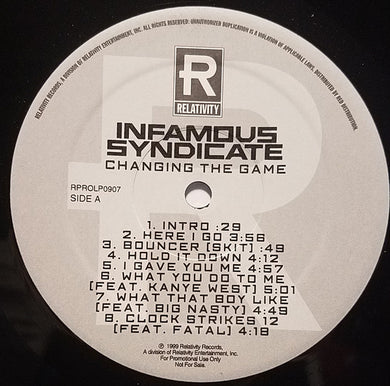 RELATIVITY RECORDS, A DIVISION OF RELATIVITY ENTERTAINMENT, INC. ALL RIGHTS RESERVED. UNAUTHORIZED DUPLICATION IS A VIOLATION OF APPLICABLE LAWS. DISTRIBUTED BY RED DISTRIBUTION.
R
RELATIVITY
INFAMOUS
SYNDICATE
CHANGING THE GAME
RPROLP0907
SIDE A
1. INTRO :29
2. HERE I GO 3:56
3. BOUNCER [SKIT] :49
4. HOLD IT DOWN 4:12
5. I GAVE YOU ME 4:57
6. WHAT YOU DO TO ME
[FEAT. KANYE WEST] 5:01
7. WHAT THAT BOY LIKE
[FEAT. BIG NASTY] 4:49
8. CLOCK STRIKES 12
[FEAT. FATAL] 4:18
℗ 1999 Relativity Records,
A division of Relativity Entertainment, Inc.
For Promotional Use Only
Not For Sale.